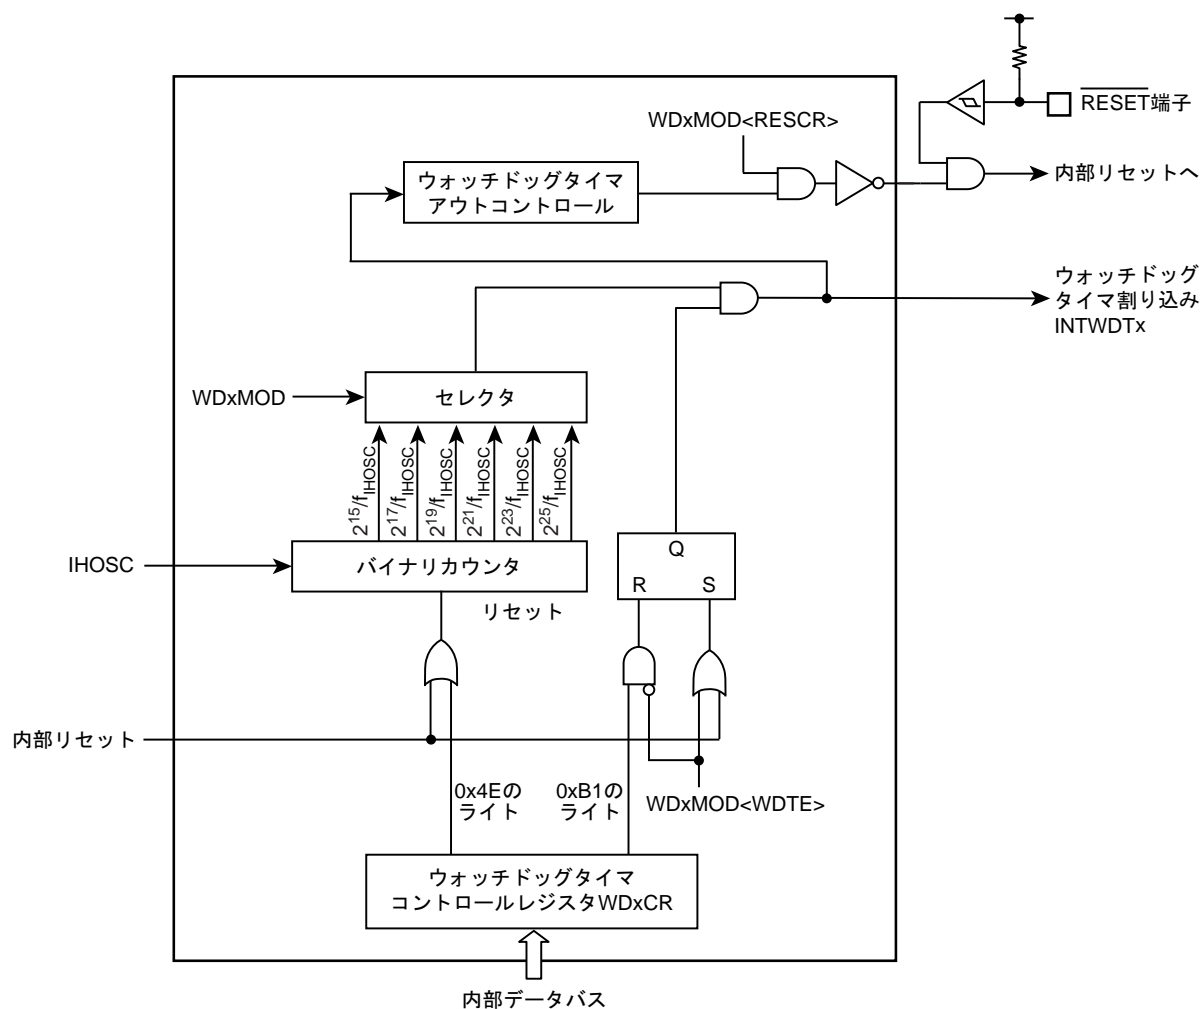 RESET端子
WDxMOD<RESCR>
ウォッチドッグタイマ
アウトコントロール
内部リセットへ
ウォッチドッグ
タイマ割り込み
INTWDTx
WDxMOD
セレクタ
2^15/fIHOSC
2^17/fIHOSC
2^19/fIHOSC
2^21/fIHOSC
2^23/fIHOSC
2^25/fIHOSC
IHOSC
バイナリカウンタ
リセット
Q
R S
内部リセット
0x4Eの
ライト
0xB1の
ライト
WDxMOD<WDTE>
ウォッチドッグタイマ
コントロールレジスタWDxCR
内部データバス